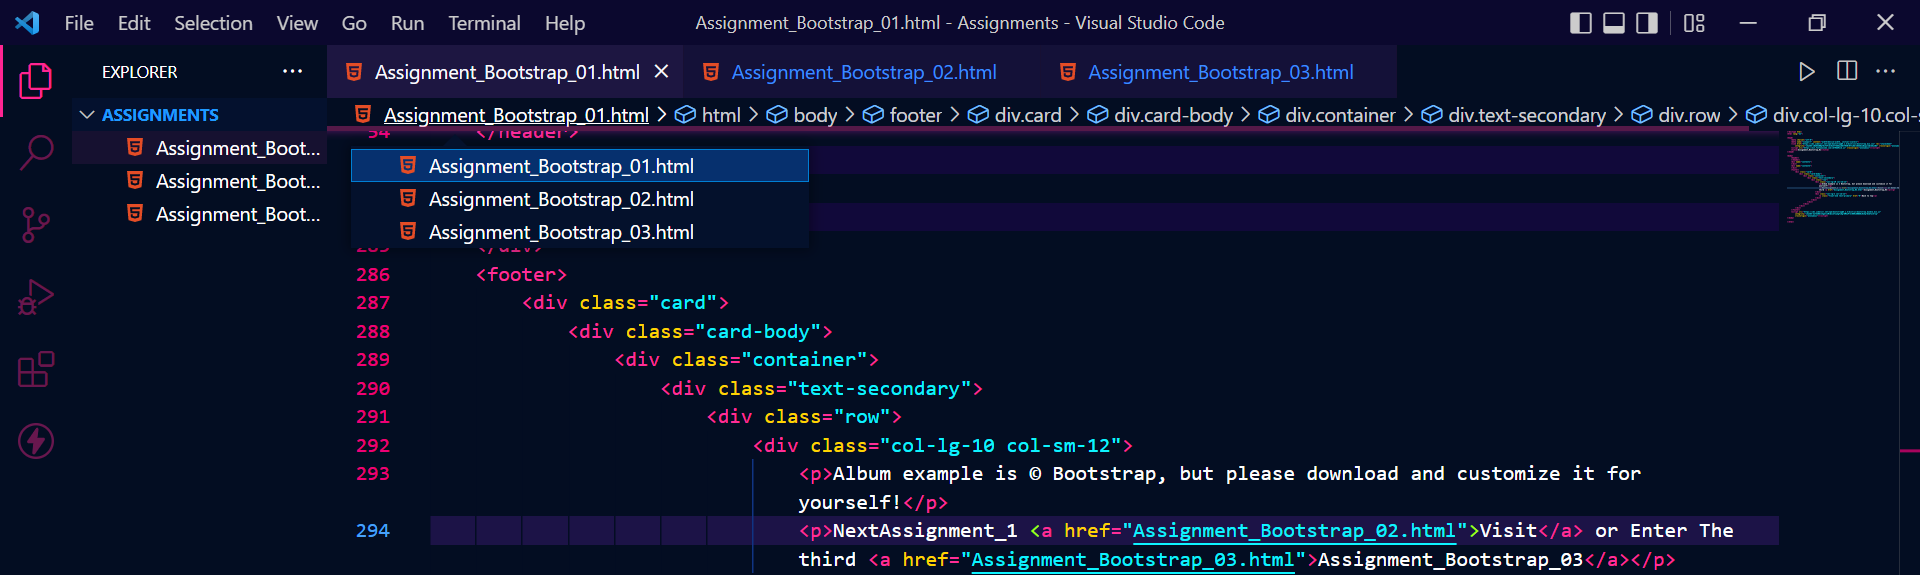 File Edit Selection View Go Run Terminal Help Assignment_Bootstrap_01.html - Assignments - Visual Studio Code
EXPLORER ··· Assignment_Bootstrap_01.html Assignment_Bootstrap_02.html Assignment_Bootstrap_03.html
ASSIGNMENTS
Assignment_Boot...
Assignment_Boot...
Assignment_Boot...
Assignment_Bootstrap_01.html > html > body > footer > div.card > div.card-body > div.container > div.text-secondary > div.row > div.col-lg-10.col-s
54 </header>
Assignment_Bootstrap_01.html
Assignment_Bootstrap_02.html
Assignment_Bootstrap_03.html
285 </div>
286 <footer>
287 <div class="card">
288 <div class="card-body">
289 <div class="container">
290 <div class="text-secondary">
291 <div class="row">
292 <div class="col-lg-10 col-sm-12">
293 <p>Album example is © Bootstrap, but please download and customize it for
yourself!</p>
294 <p>NextAssignment_1 <a href="Assignment_Bootstrap_02.html">Visit</a> or Enter The
third <a href="Assignment_Bootstrap_03.html">Assignment_Bootstrap_03</a></p>